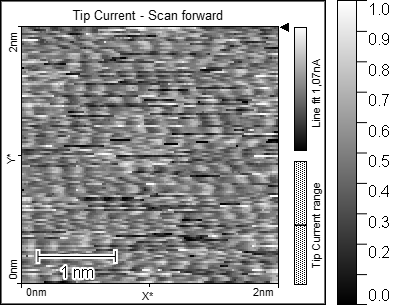 Tip Current - Scan forward
2nm
Y*
0nm
1 nm
0nm
X*
2nm
Line fit 1,07nA
Tip Current range
1.0
0.9
0.8
0.7
0.6
0.5
0.4
0.3
0.2
0.1
0.0